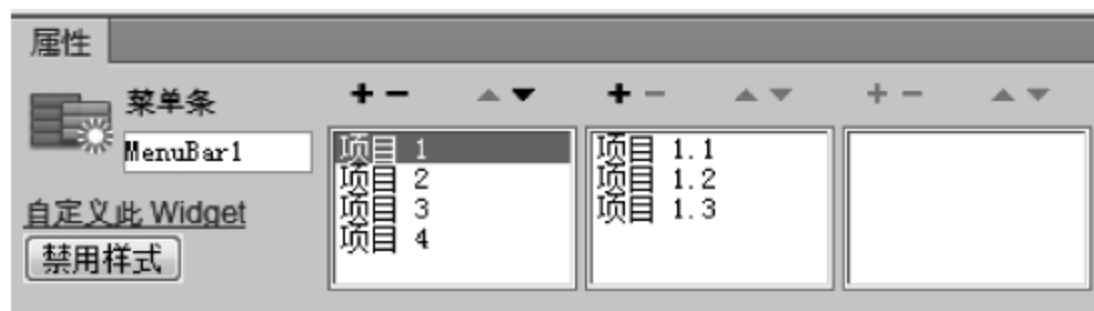 属性
菜单条
MenuBar1
自定义此 Widget
禁用样式
项目 1
项目 2
项目 3
项目 4
项目 1.1
项目 1.2
项目 1.3